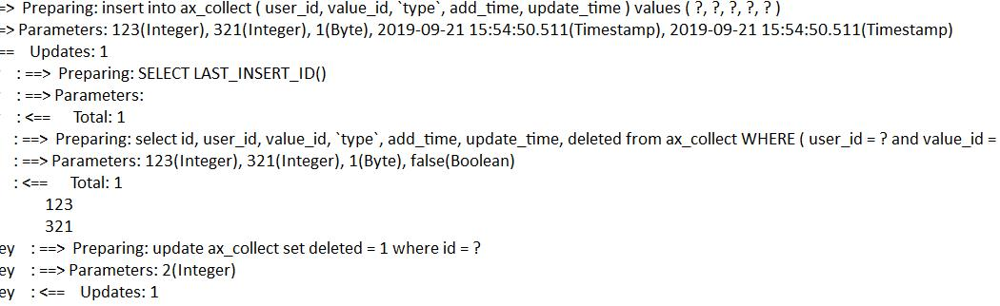 => Preparing: insert into ax_collect ( user_id, value_id, `type`, add_time, update_time ) values ( ?, ?, ?, ?, ? )
=> Parameters: 123(Integer), 321(Integer), 1(Byte), 2019-09-21 15:54:50.511(Timestamp), 2019-09-21 15:54:50.511(Timestamp)
== Updates: 1
: ==> Preparing: SELECT LAST_INSERT_ID()
: ==> Parameters:
: <== Total: 1
: ==> Preparing: select id, user_id, value_id, `type`, add_time, update_time, deleted from ax_collect WHERE ( user_id = ? and value_id =
: ==> Parameters: 123(Integer), 321(Integer), 1(Byte), false(Boolean)
: <== Total: 1
123
321
ey : ==> Preparing: update ax_collect set deleted = 1 where id = ?
ey : ==> Parameters: 2(Integer)
ey : <== Updates: 1